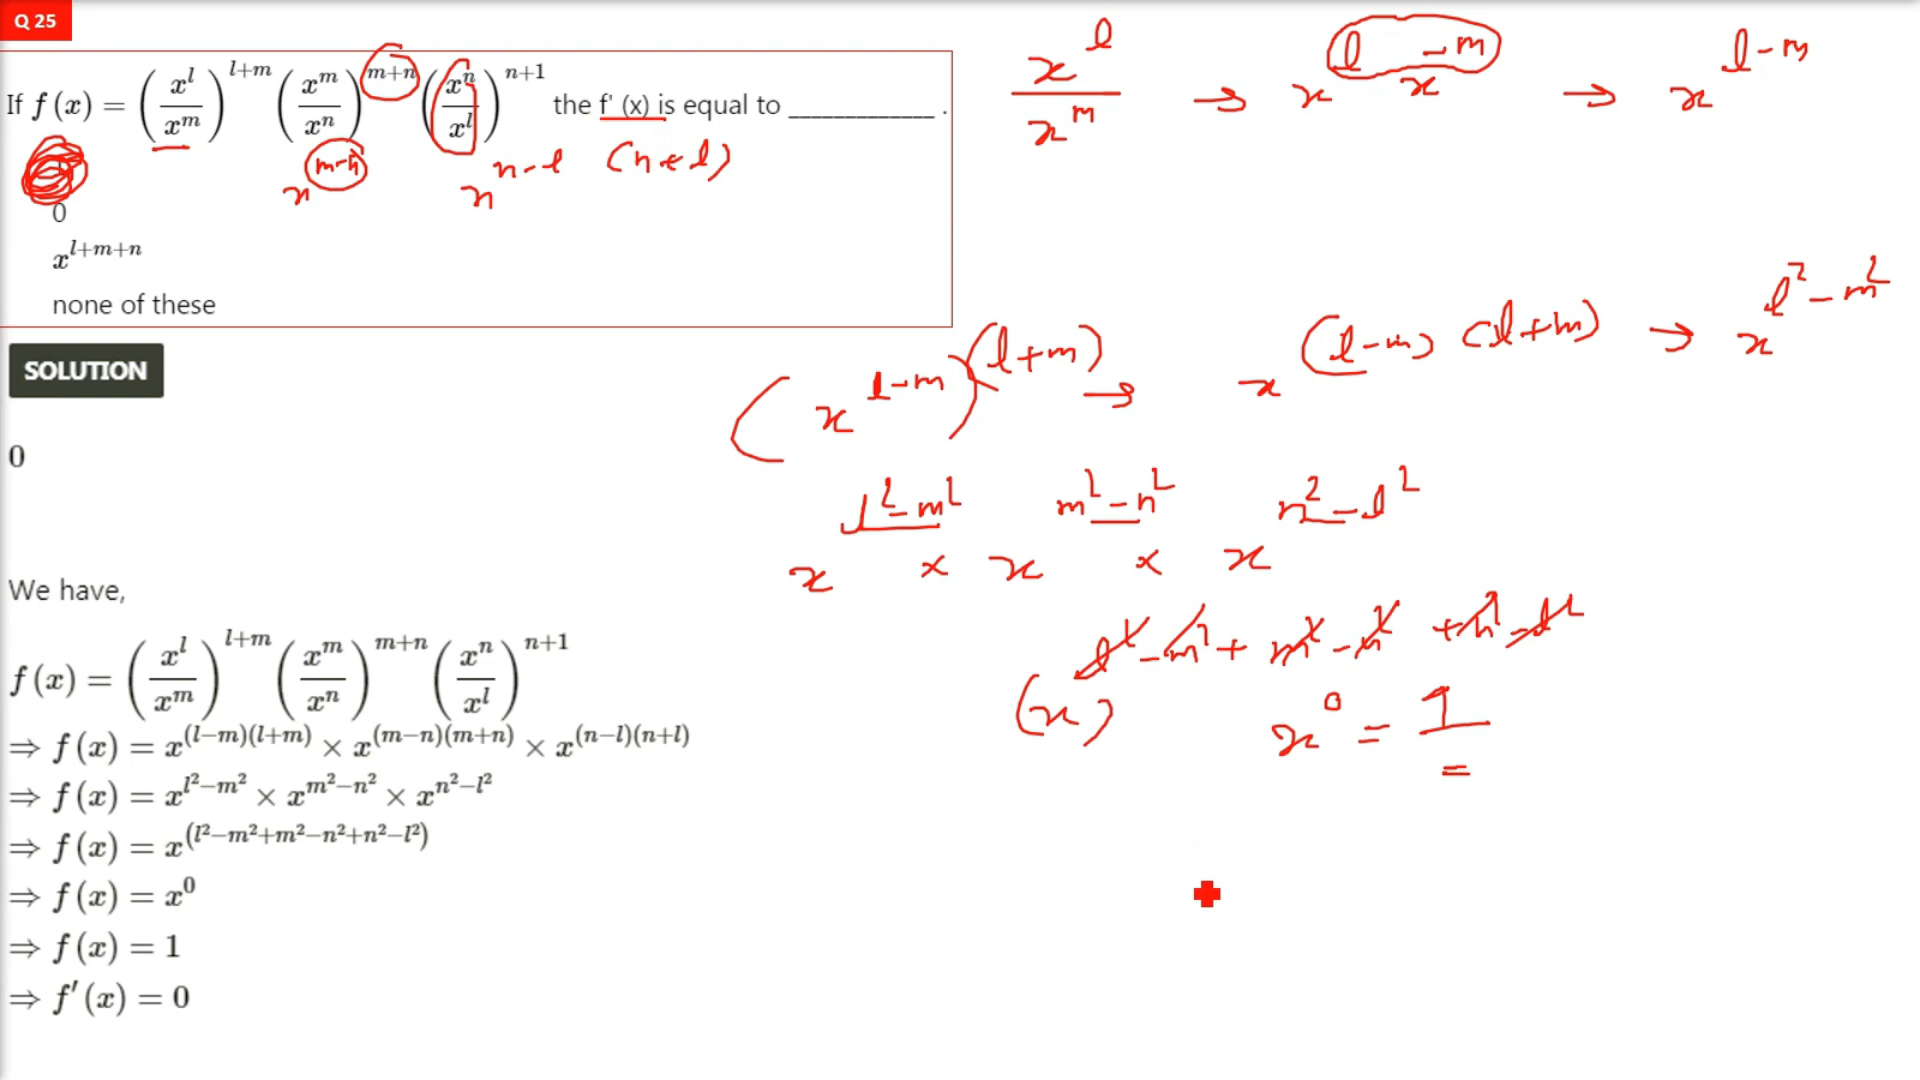 Q 25
If f (x) = (x^l / x^m)^{l+m} (x^m / x^n)^{m+n} (x^n / x^l)^{n+1} the f' (x) is equal to ____________ .
0
x^{l+m+n}
none of these
SOLUTION
0
We have,
f (x) = (x^l / x^m)^{l+m} (x^m / x^n)^{m+n} (x^n / x^l)^{n+1}
⇒ f (x) = x^{(l−m)(l+m)} × x^{(m−n)(m+n)} × x^{(n−l)(n+l)}
⇒ f (x) = x^{l²−m²} × x^{m²−n²} × x^{n²−l²}
⇒ f (x) = x^{(l²−m²+m²−n²+n²−l²)}
⇒ f (x) = x^0
⇒ f (x) = 1
⇒ f' (x) = 0
x^{m-n}
x^{n-l} (n+l)
x^l / x^m → x^{l - m} x → x^{l-m}
(x^{l-m})^{(l+m)} → x^{(l-m) (l+m)} → x^{l²-m²}
x^{l²-m²} × x^{m²-n²} × x^{n²-l²}
(x)^{l²-m²+m²-n²+n²-l²}
x^0 = 1
=